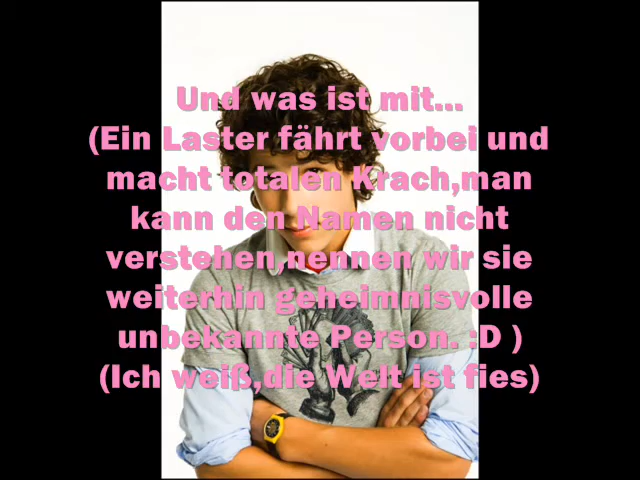 Und was ist mit...
(Ein Laster fährt vorbei und
macht totalen Krach,man
kann den Namen nicht
verstehen,nennen wir sie
weiterhin geheimnisvolle
unbekannte Person. :D )
(Ich weiß,die Welt ist fies)